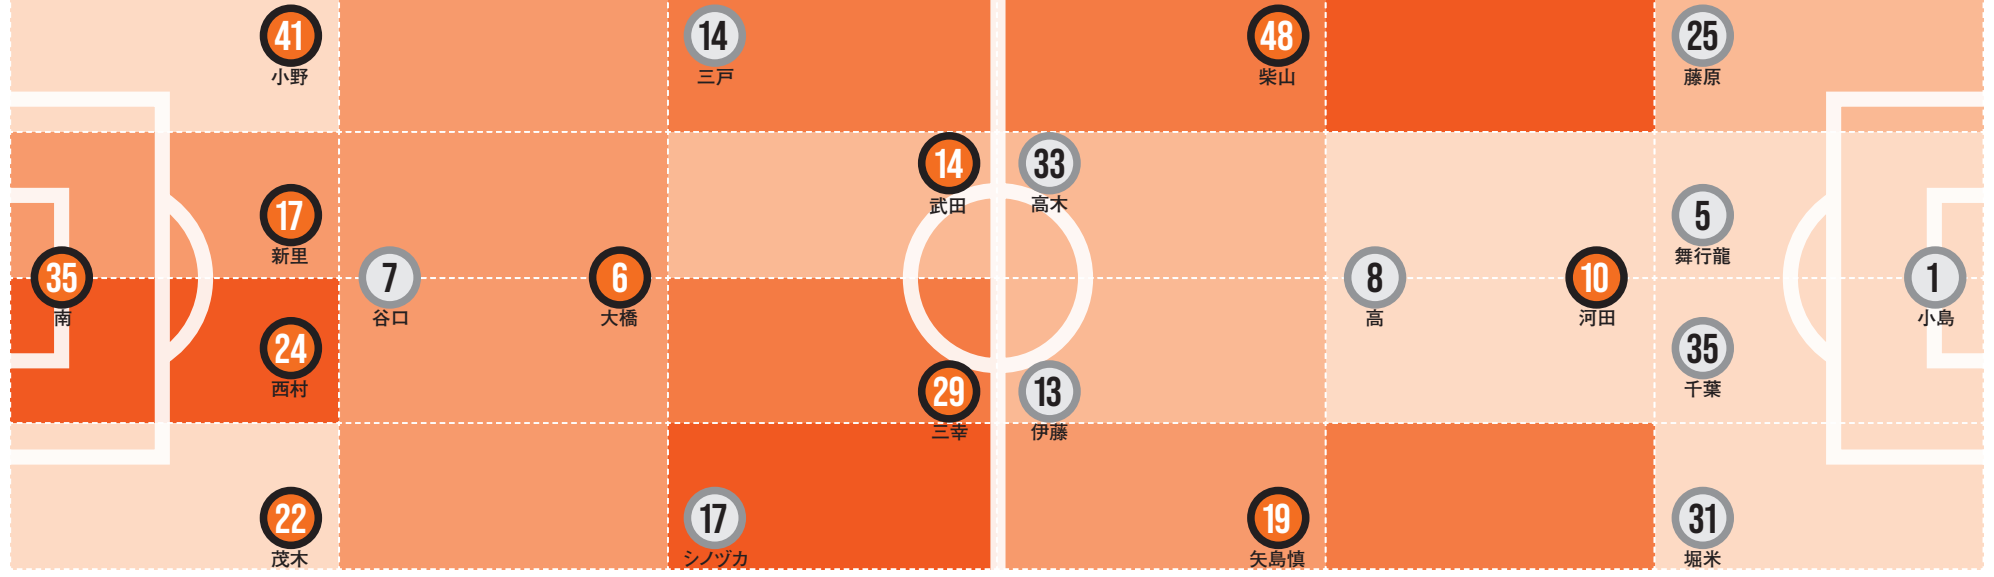 41
小野
14
三戸
48
柴山
25
藤原
14
武田
33
高木
17
新里
5
舞行龍
35
南
7
谷口
6
大橋
8
高
10
河田
1
小島
24
西村
35
千葉
29
三幸
13
伊藤
22
茂木
17
シノヅカ
19
矢島慎
31
堀米